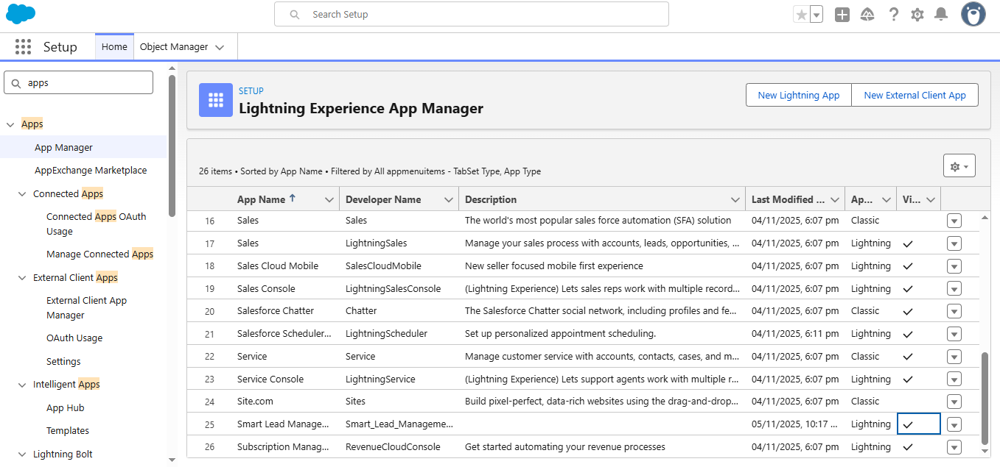 Search Setup
Setup
Home
Object Manager
apps
Apps
App Manager
AppExchange Marketplace
Connected Apps
Connected Apps OAuth
Usage
Manage Connected Apps
External Client Apps
External Client App
Manager
OAuth Usage
Settings
Intelligent Apps
App Hub
Templates
Lightning Bolt
SETUP
Lightning Experience App Manager
New Lightning App
New External Client App
26 items • Sorted by App Name • Filtered by All appmenuitems - TabSet Type, App Type
App Name ↑ Developer Name Description Last Modified ... Ap... Vi...
16 Sales Sales The world's most popular sales force automation (SFA) solution 04/11/2025, 6:07 pm Classic
17 Sales LightningSales Manage your sales process with accounts, leads, opportunities, ... 04/11/2025, 6:07 pm Lightning ✓
18 Sales Cloud Mobile SalesCloudMobile New seller focused mobile first experience 04/11/2025, 6:07 pm Lightning ✓
19 Sales Console LightningSalesConsole (Lightning Experience) Lets sales reps work with multiple record... 04/11/2025, 6:07 pm Lightning ✓
20 Salesforce Chatter Chatter The Salesforce Chatter social network, including profiles and fe... 04/11/2025, 6:07 pm Classic ✓
21 Salesforce Scheduler... LightningScheduler Set up personalized appointment scheduling. 04/11/2025, 6:11 pm Lightning ✓
22 Service Service Manage customer service with accounts, contacts, cases, and m... 04/11/2025, 6:07 pm Classic ✓
23 Service Console LightningService (Lightning Experience) Lets support agents work with multiple r... 04/11/2025, 6:07 pm Lightning ✓
24 Site.com Sites Build pixel-perfect, data-rich websites using the drag-and-drop... 04/11/2025, 6:07 pm Classic
25 Smart Lead Manage... Smart_Lead_Manageme... 05/11/2025, 10:17 ... Lightning ✓
26 Subscription Manag... RevenueCloudConsole Get started automating your revenue processes 04/11/2025, 6:07 pm Lightning ✓